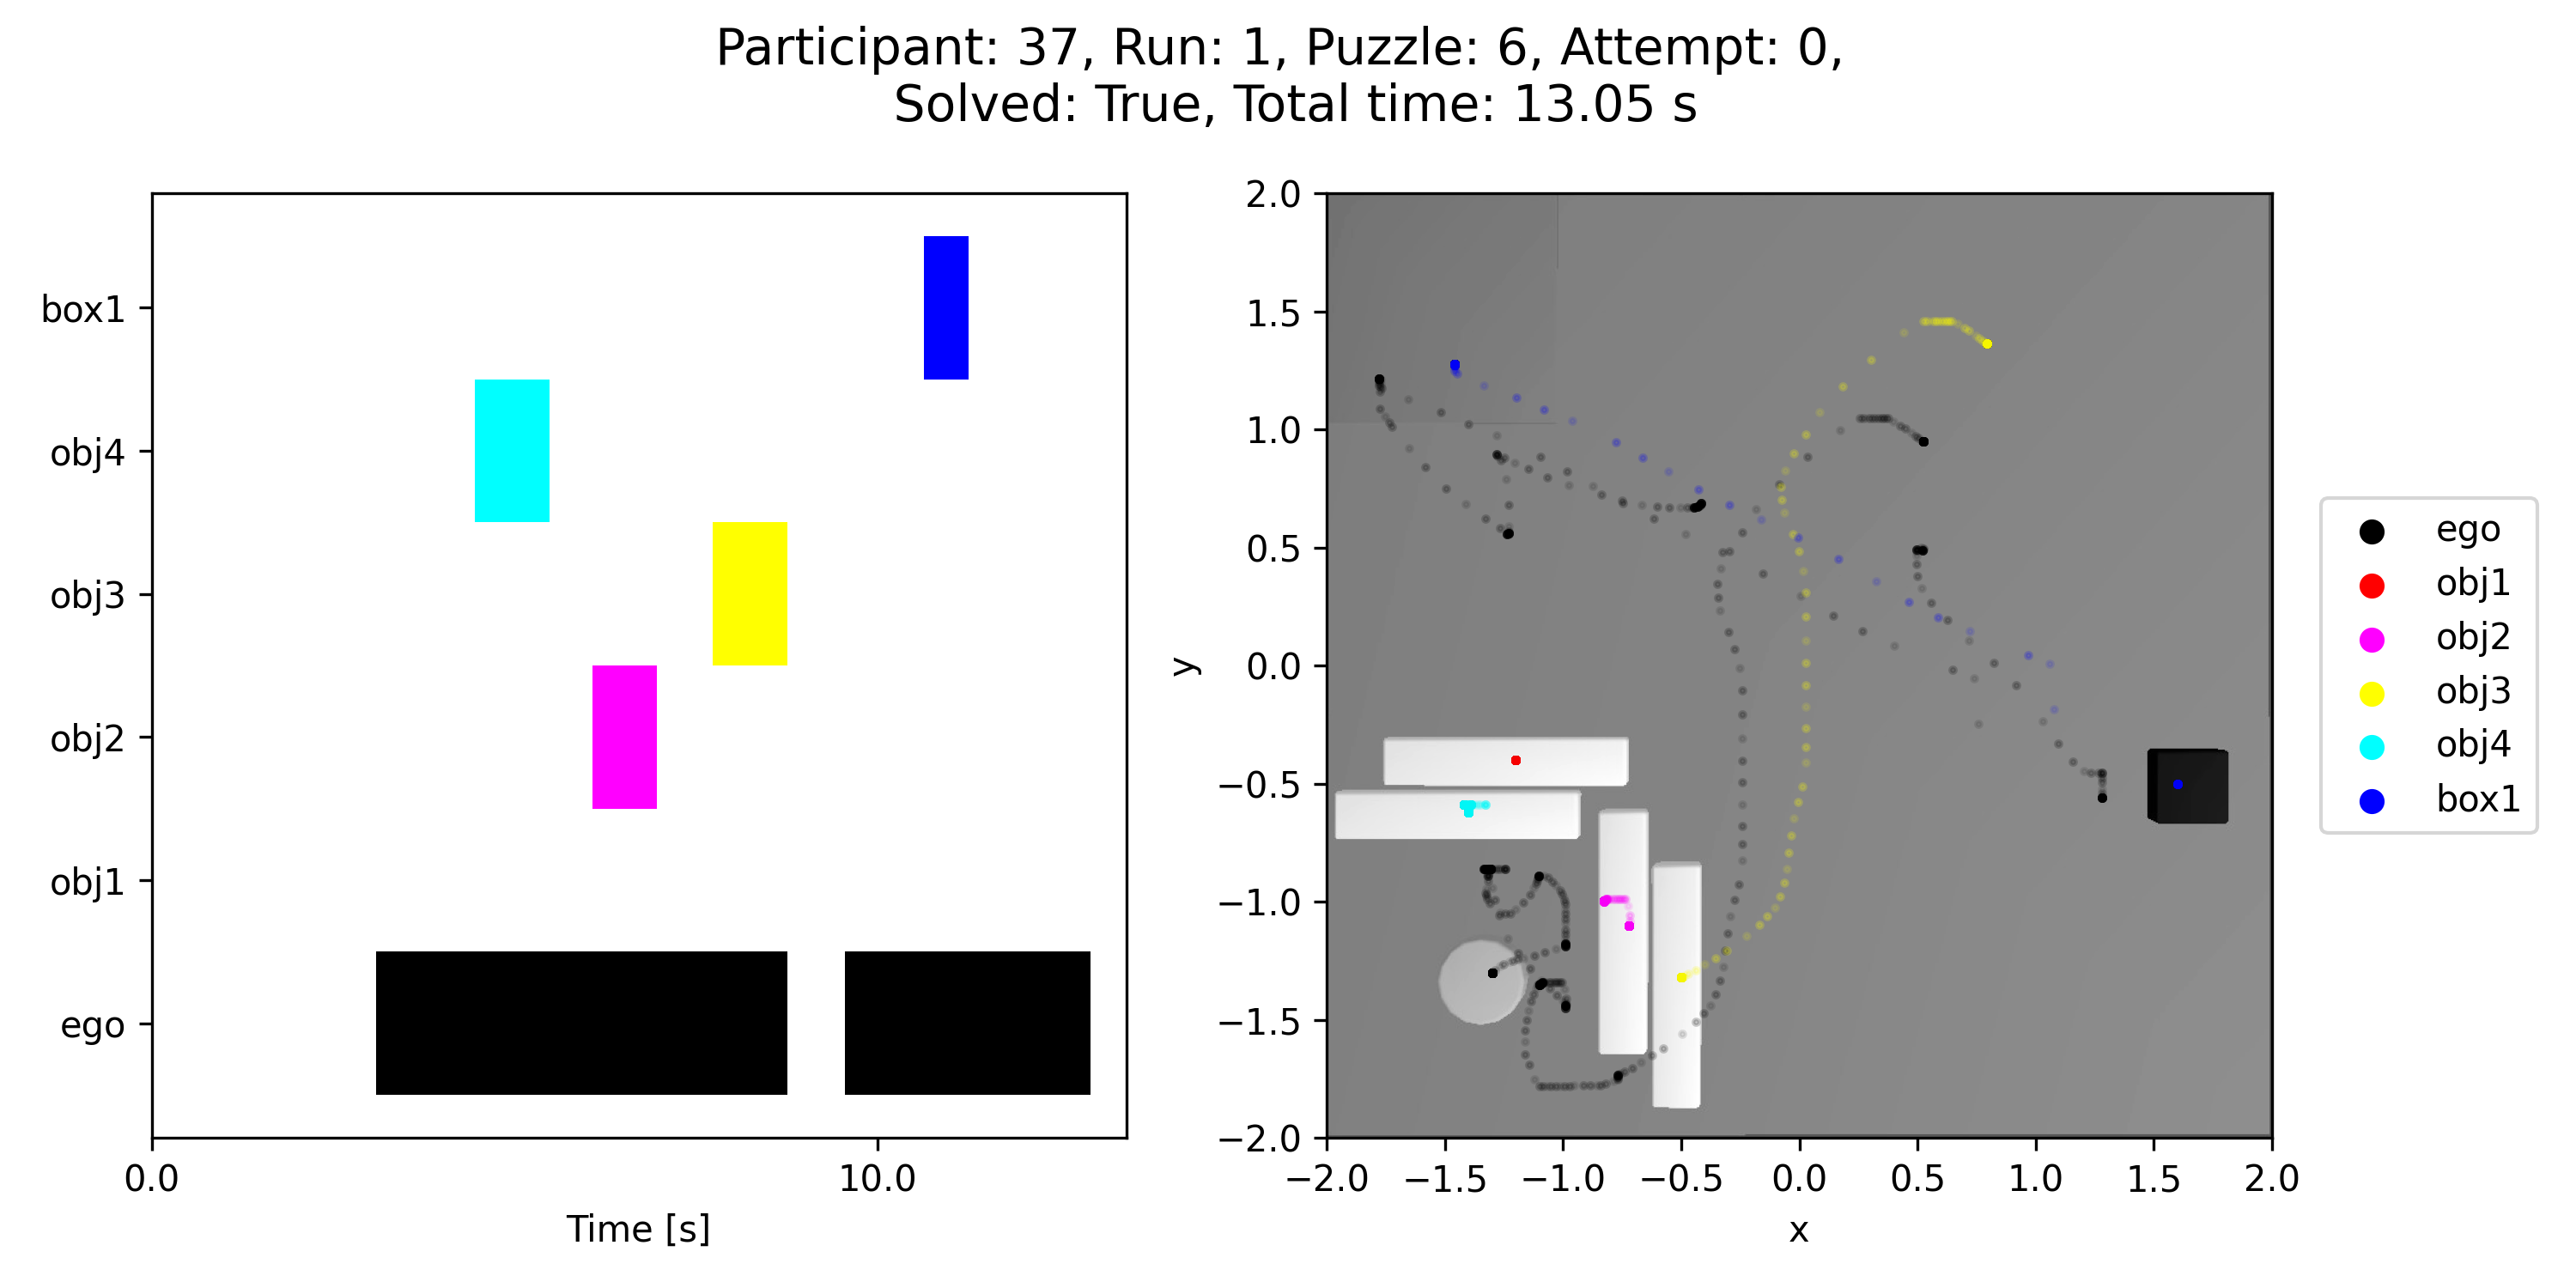 Participant: 37, Run: 1, Puzzle: 6, Attempt: 0,
Solved: True, Total time: 13.05 s
box1
obj4
obj3
obj2
obj1
ego
0.0
10.0
Time [s]
2.0
1.5
1.0
0.5
0.0
−0.5
−1.0
−1.5
−2.0
y
−2.0
−1.5
−1.0
−0.5
0.0
0.5
1.0
1.5
2.0
x
ego
obj1
obj2
obj3
obj4
box1